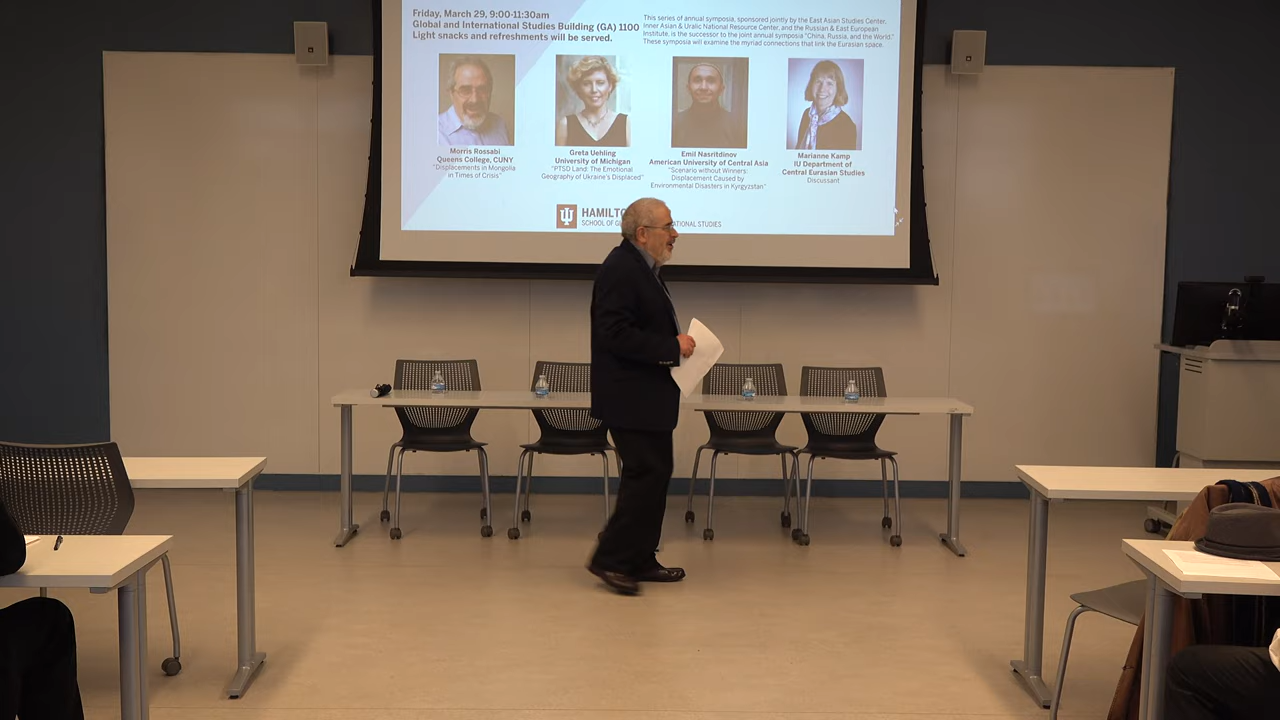 Friday, March 29, 9:00-11:30am
Global and International Studies Building (GA) 1100
Light snacks and refreshments will be served.
This series of annual symposia, sponsored jointly by the East Asian Studies Center,
Inner Asian & Uralic National Resource Center, and the Russian & East European
Institute, is the successor to the joint annual symposia "China, Russia, and the World."
These symposia will examine the myriad connections that link the Eurasian space.
Morris Rossabi
Queens College, CUNY
"Displacements in Mongolia
in Times of Crisis"
Greta Uehling
University of Michigan
"PTSD Land: The Emotional
Geography of Ukraine's Displaced"
Emil Nasritdinov
American University of Central Asia
"Scenario without Winners:
Displacement Caused by
Environmental Disasters in Kyrgyzstan"
Marianne Kamp
IU Department of
Central Eurasian Studies
Discussant
HAMILTO
SCHOOL OF GL
ATIONAL STUDIES